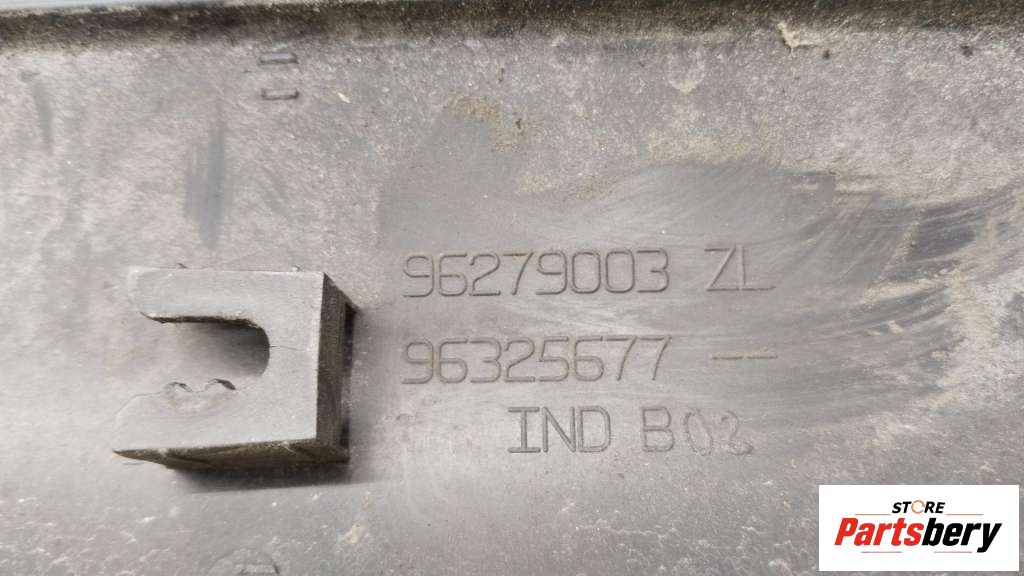 96279003 ZL
96325677 --
IND B02
STORE
Partsbery